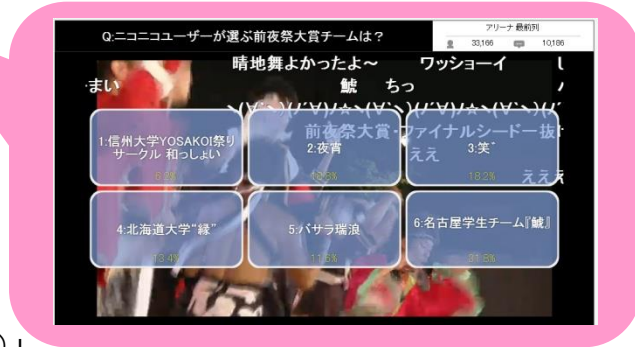 Q:ニコニコユーザーが選ぶ前夜祭大賞チームは？
アリーナ 最前列
33,166
10,186
晴地舞よかったよ～
ワッショーイ
まい
鯱
ちっ
前夜祭大賞・ファイナルシード一抜
ええ
えええ
1:信州大学YOSAKOI祭り
サークル 和っしょい
2:夜宵
3:笑゛
18.2%
4:北海道大学"縁"
13.4%
5:バサラ瑞浪
11.8%
6:名古屋学生チーム『鯱』
31.8%